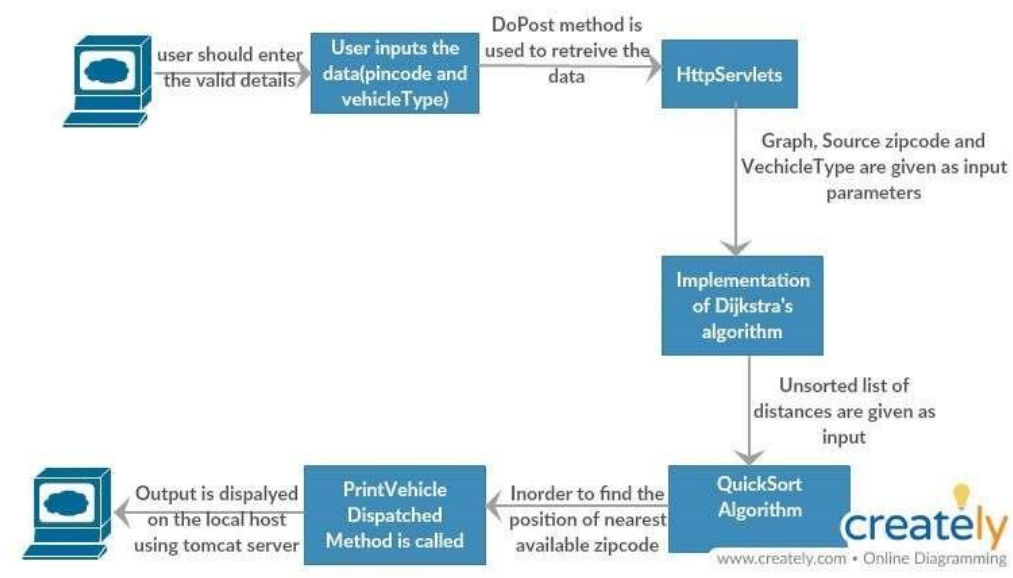 user should enter
the valid details
User inputs the
data(pincode and
vehicleType)
DoPost method is
used to retreive the
data
HttpServlets
Graph, Source zipcode and
VechicleType are given as input
parameters
Implementation
of Dijkstra's
algorithm
Unsorted list of
distances are given as
input
QuickSort
Algorithm
Inorder to find the
position of nearest
available zipcode
PrintVehicle
Dispatched
Method is called
Output is dispalyed
on the local host
using tomcat server
creately
www.creately.com • Online Diagramming